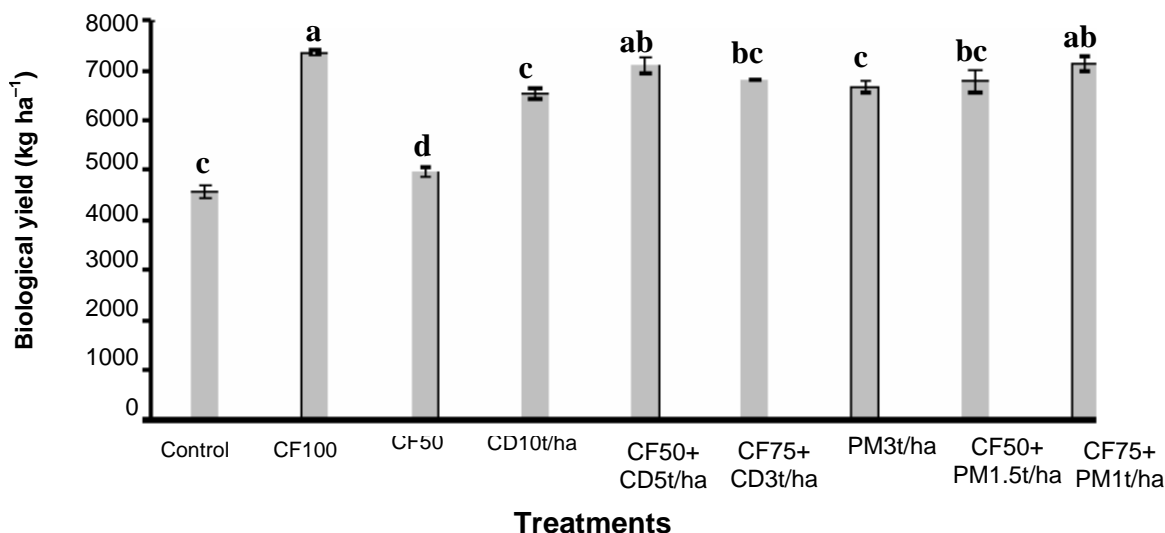 Biological yield (kg ha⁻¹)
8000
7000
6000
5000
4000
3000
2000
1000
0
c
a
d
c
ab
bc
c
bc
ab
Control
CF100
CF50
CD10t/ha
CF50+
CD5t/ha
CF75+
CD3t/ha
PM3t/ha
CF50+
PM1.5t/ha
CF75+
PM1t/ha
Treatments